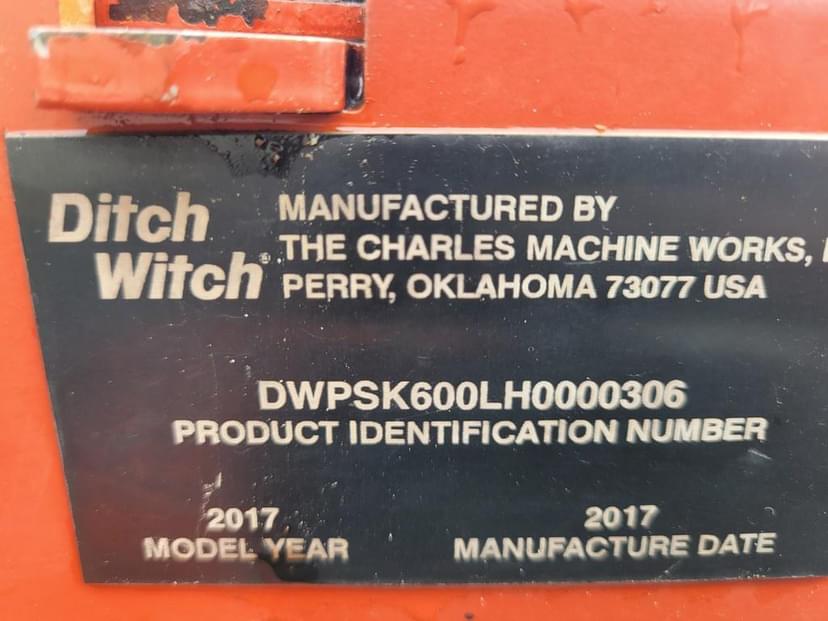 Ditch
Witch®
MANUFACTURED BY
THE CHARLES MACHINE WORKS,
PERRY, OKLAHOMA 73077 USA
DWPSK600LH0000306
PRODUCT IDENTIFICATION NUMBER
2017
MODEL YEAR
2017
MANUFACTURE DATE